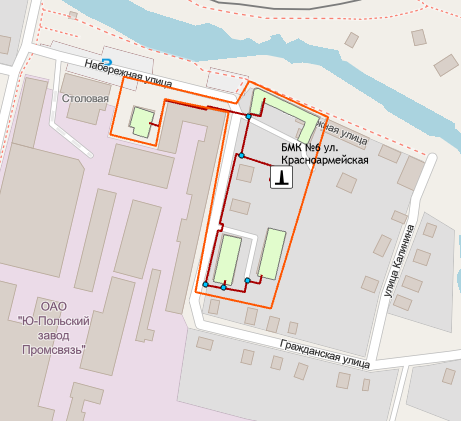 Набережная улица
Столовая
жная улица
БМК №6 ул.
Красноармейская
улица Калинина
ОАО
"Ю-Польский
завод
Промсвязь"
Гражданская улица